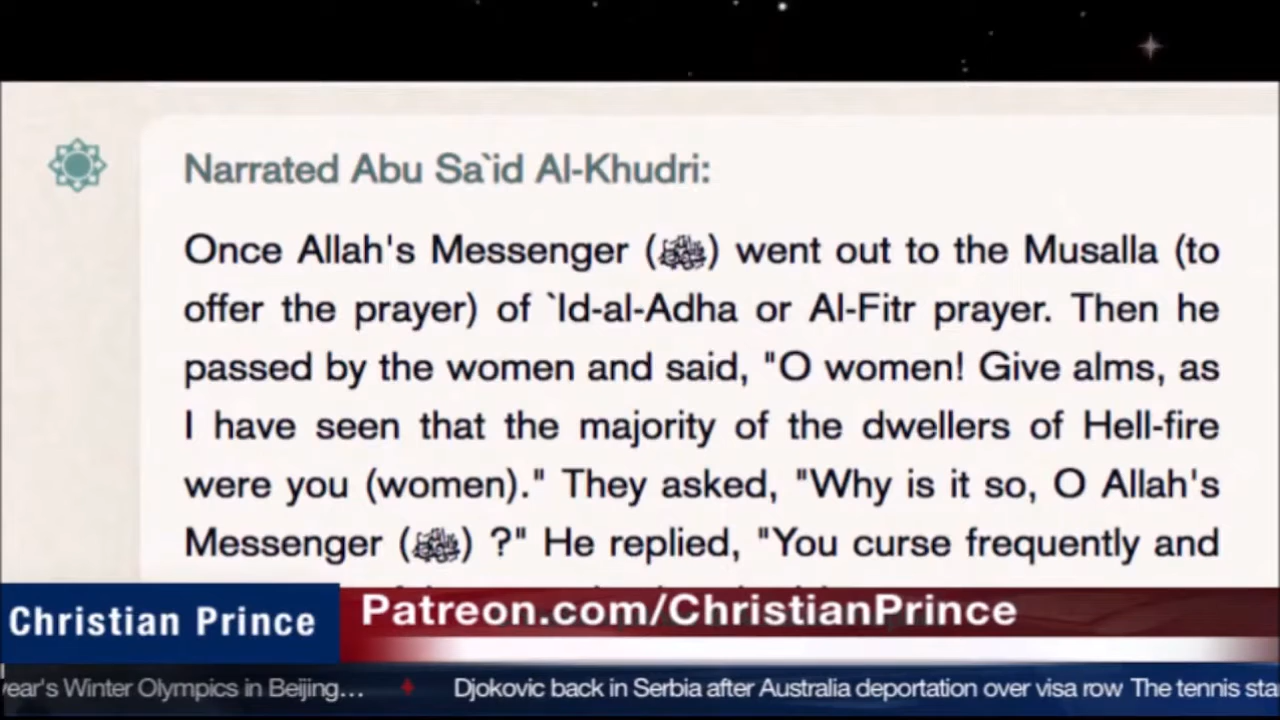 Narrated Abu Sa`id Al-Khudri:
Once Allah's Messenger (ﷺ) went out to the Musalla (to
offer the prayer) of `Id-al-Adha or Al-Fitr prayer. Then he
passed by the women and said, "O women! Give alms, as
I have seen that the majority of the dwellers of Hell-fire
were you (women)." They asked, "Why is it so, O Allah's
Messenger (ﷺ) ?" He replied, "You curse frequently and
Christian Prince
Patreon.com/ChristianPrince
year's Winter Olympics in Beijing... Djokovic back in Serbia after Australia deportation over visa row The tennis sta